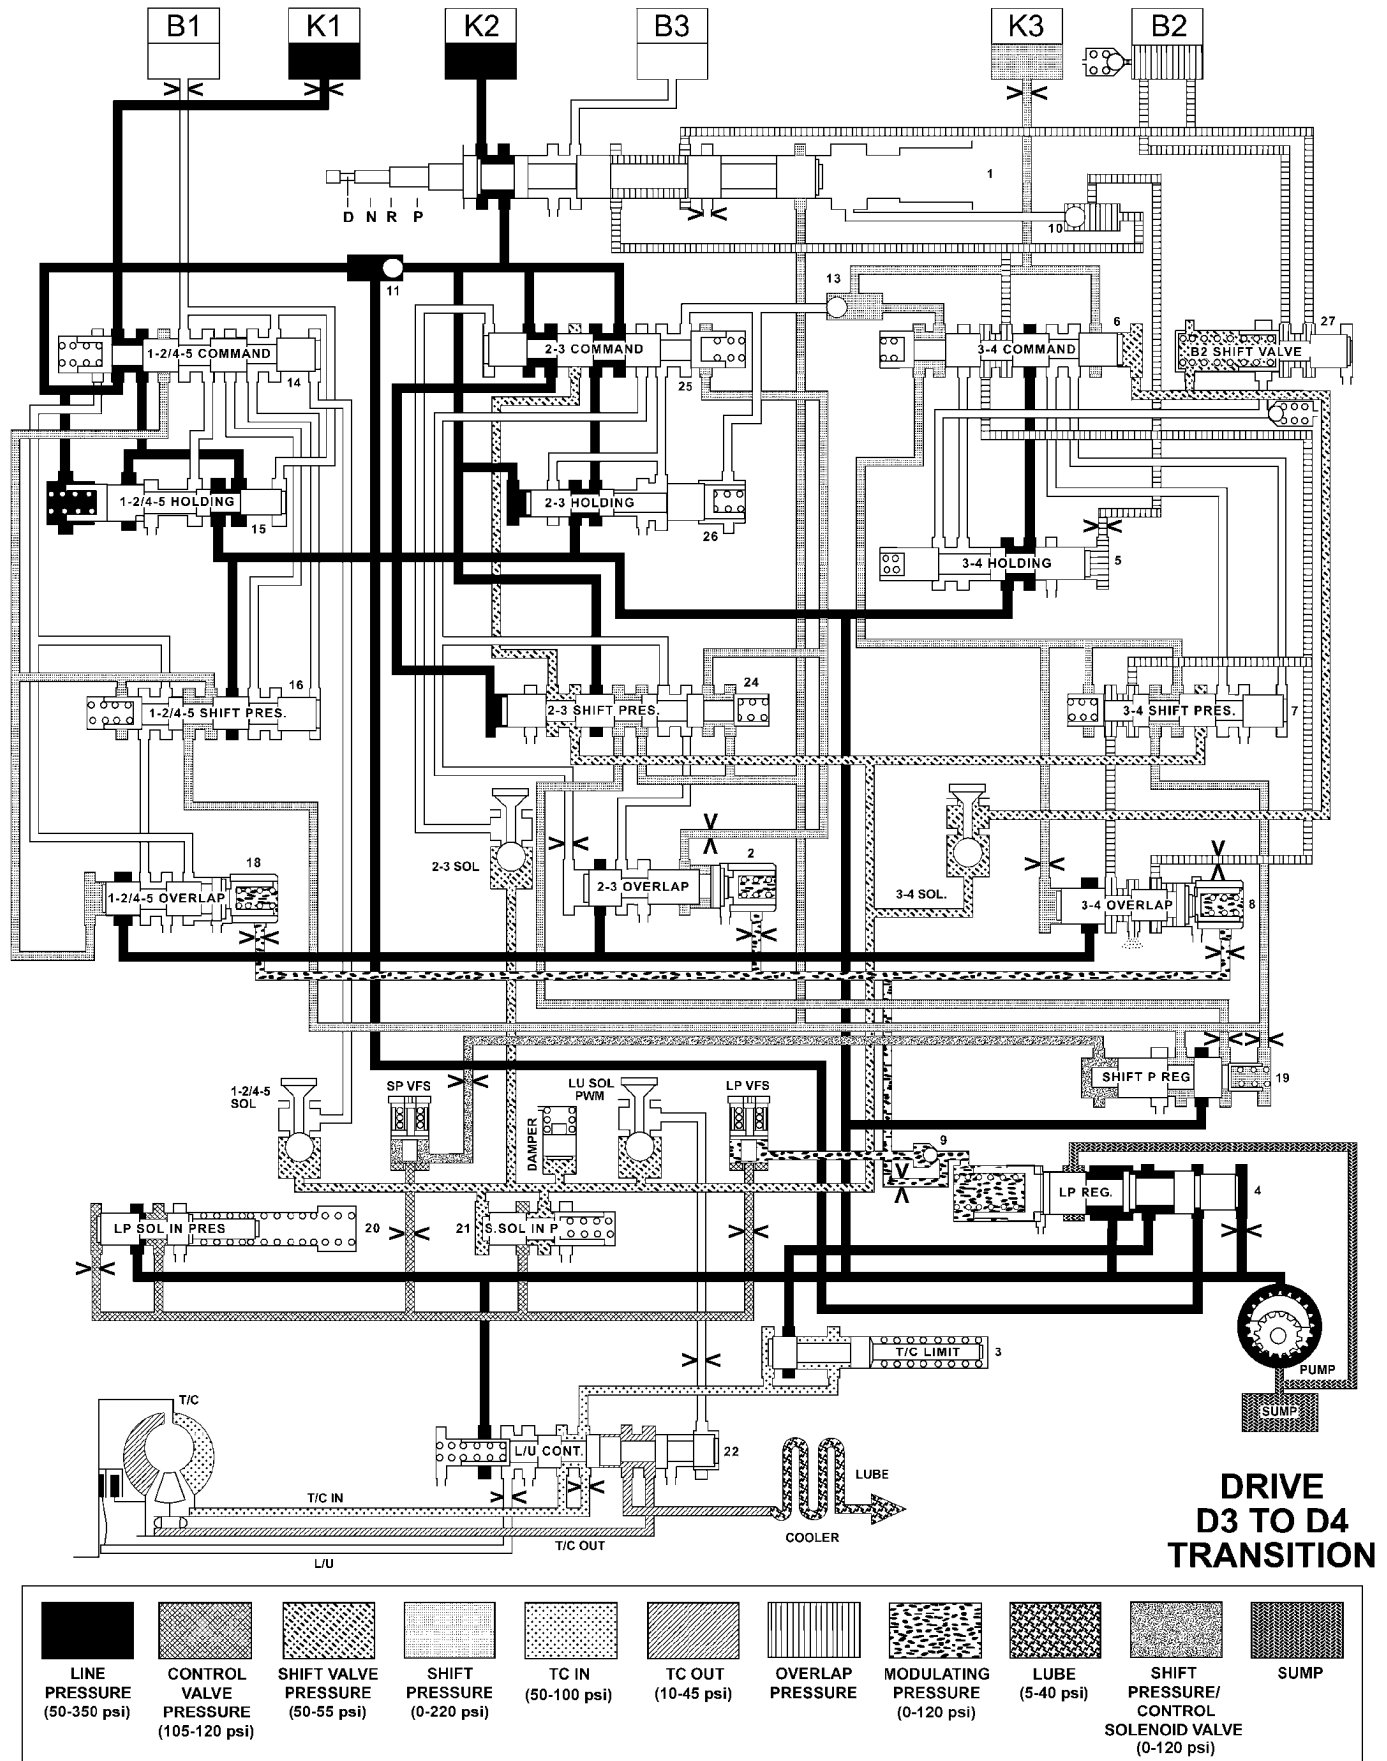 B1
K1
K2
B3
K3
B2
1
D N R P
10
11
13
6
27
1-2/4-5 COMMAND
2-3 COMMAND
3-4 COMMAND
B2 SHIFT VALVE
14
25
1-2/4-5 HOLDING
2-3 HOLDING
15
26
3-4 HOLDING
5
16
24
1-2/4-5 SHIFT PRES.
2-3 SHIFT PRES.
3-4 SHIFT PRES.
7
18
2-3 SOL
2
3-4 SOL.
1-2/4-5 OVERLAP
2-3 OVERLAP
3-4 OVERLAP
8
1-2/4-5
SOL
SP VFS
LU SOL
PWM
LP VFS
SHIFT P REG
19
DAMPER
9
LP REG.
4
LP SOL IN PRES
20
21
S.SOL IN P
T/C LIMIT
3
PUMP
SUMP
T/C
L/U CONT.
22
LUBE
T/C IN
COOLER
T/C OUT
L/U
DRIVE
D3 TO D4
TRANSITION
LINE
PRESSURE
(50-350 psi)
CONTROL
VALVE
PRESSURE
(105-120 psi)
SHIFT VALVE
PRESSURE
(50-55 psi)
SHIFT
PRESSURE
(0-220 psi)
TC IN
(50-100 psi)
TC OUT
(10-45 psi)
OVERLAP
PRESSURE
MODULATING
PRESSURE
(0-120 psi)
LUBE
(5-40 psi)
SHIFT
PRESSURE/
CONTROL
SOLENOID VALVE
(0-120 psi)
SUMP